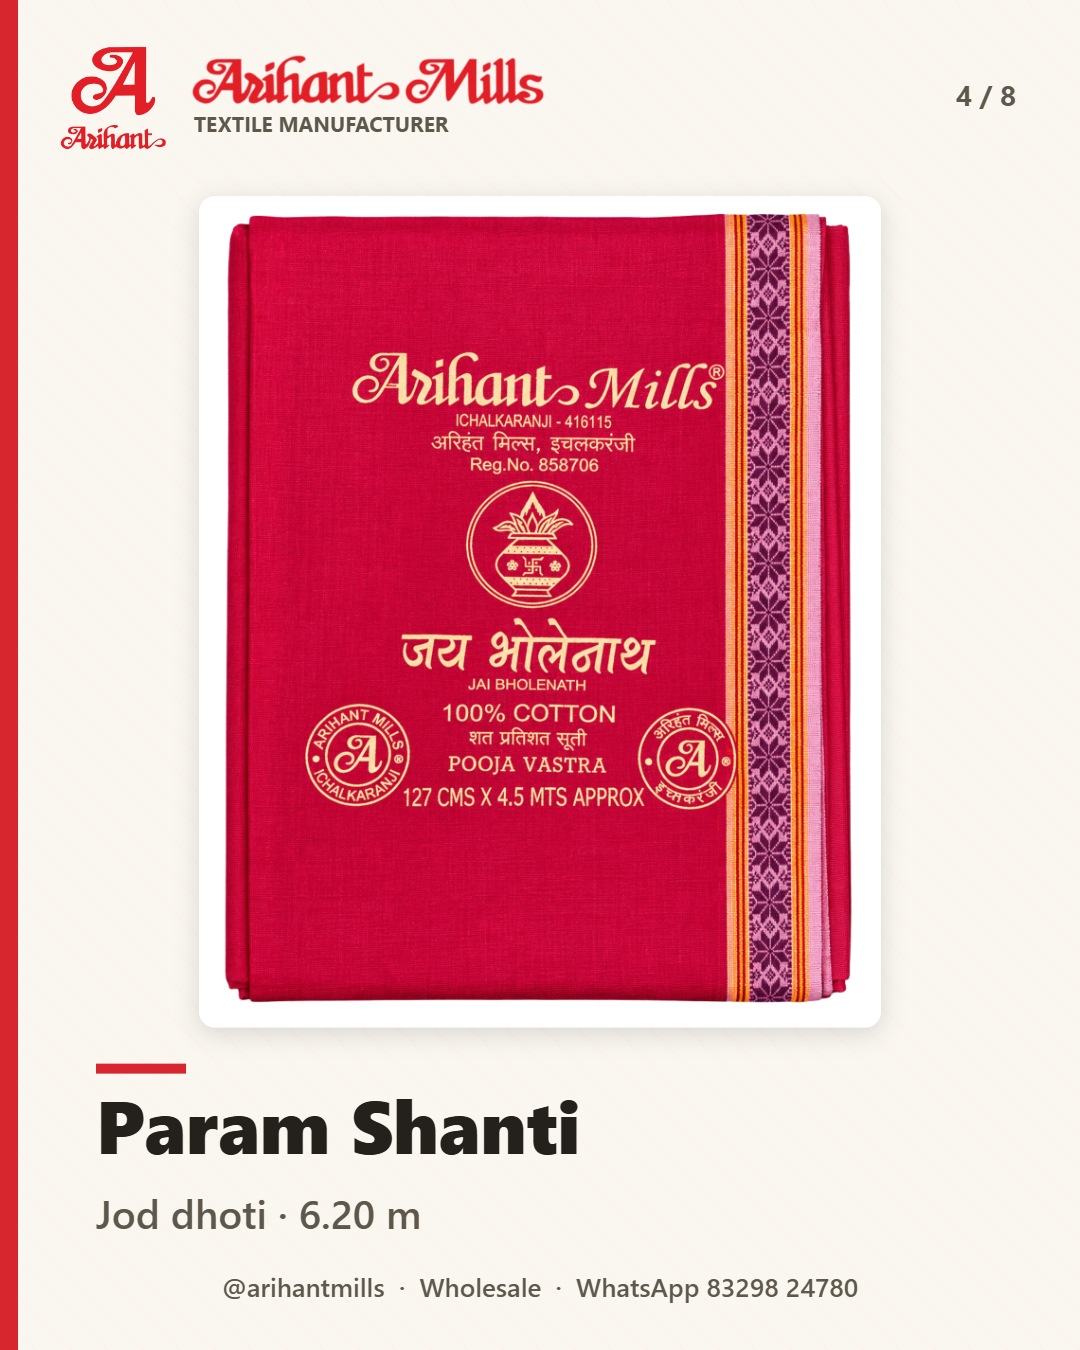 A
Arihant
Arihant Mills
TEXTILE MANUFACTURER
4 / 8
Arihant Mills®
ICHALKARANJI - 416115
अरिहंत मिल्स, इचलकरंजी
Reg.No. 858706
जय भोलेनाथ
JAI BHOLENATH
100% COTTON
शत प्रतिशत सूती
POOJA VASTRA
127 CMS X 4.5 MTS APPROX
ARIHANT MILLS ®
A
ICHALKARANJI
अरिहंत मिल्स ®
A
Param Shanti
Jod dhoti · 6.20 m
@arihantmills · Wholesale · WhatsApp 83298 24780